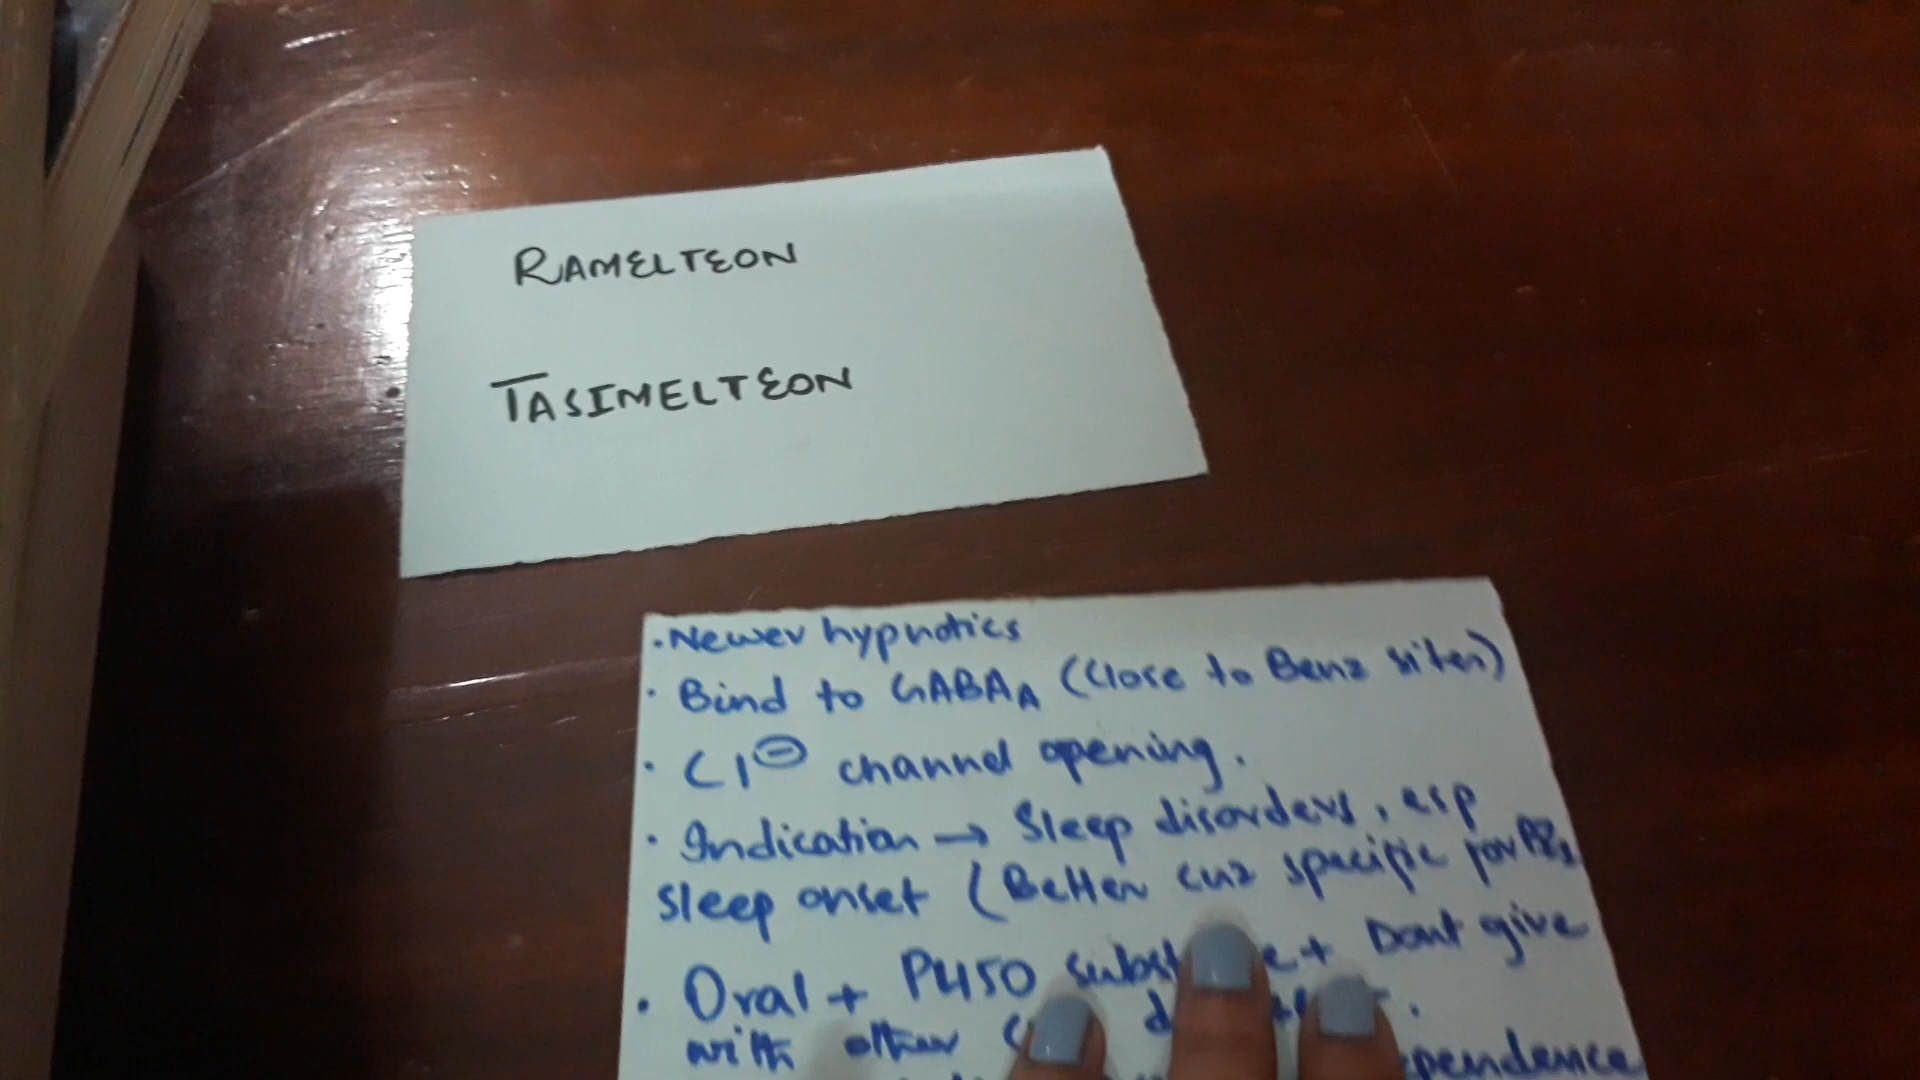 RAMELTEON
TASIMELTEON
• Newer hypnotics
• Bind to GABAA (Close to Benz sites)
• Cl⊖ channel opening.
• Indication → Sleep disorders, esp
sleep onset (Better cuz specific for BZ1
• Oral + P450 + Dont give
with other